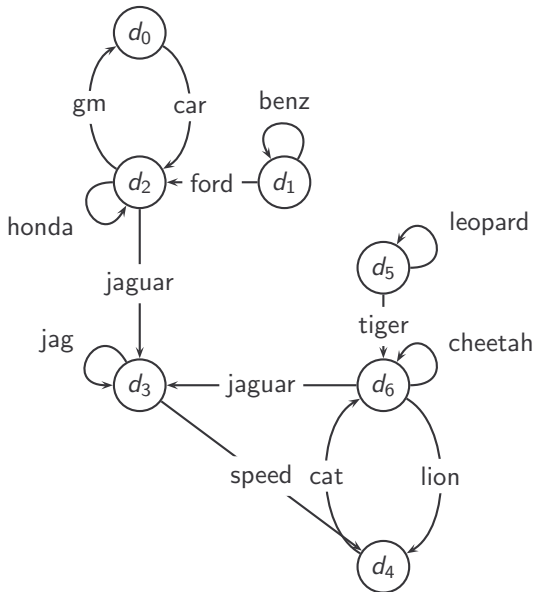 d0
gm
car
benz
d2
ford
d1
honda
leopard
d5
jaguar
tiger
jag
cheetah
d3
jaguar
d6
speed
cat
lion
d4